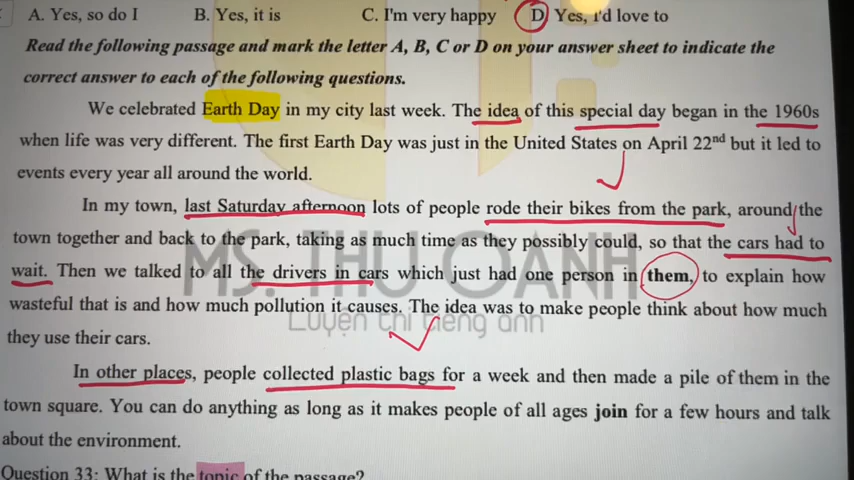 A. Yes, so do I B. Yes, it is C. I'm very happy D. Yes, I'd love to
Read the following passage and mark the letter A, B, C or D on your answer sheet to indicate the
correct answer to each of the following questions.
We celebrated Earth Day in my city last week. The idea of this special day began in the 1960s
when life was very different. The first Earth Day was just in the United States on April 22nd but it led to
events every year all around the world.
In my town, last Saturday afternoon lots of people rode their bikes from the park, around the
town together and back to the park, taking as much time as they possibly could, so that the cars had to
wait. Then we talked to all the drivers in cars which just had one person in them, to explain how
wasteful that is and how much pollution it causes. The idea was to make people think about how much
they use their cars.
MS. THU OANH
Luyện thi tiếng anh
In other places, people collected plastic bags for a week and then made a pile of them in the
town square. You can do anything as long as it makes people of all ages join for a few hours and talk
about the environment.
Question 33: What is the topic of the passage?